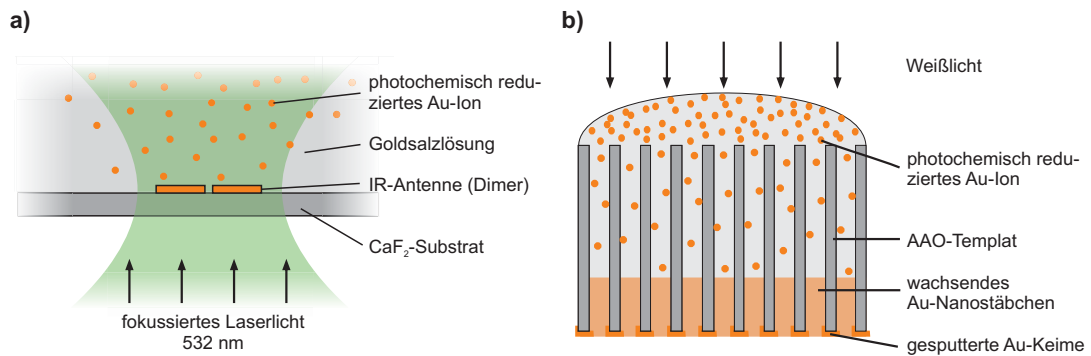 a)
photochemisch redu-
ziertes Au-Ion
Goldsalzlösung
IR-Antenne (Dimer)
CaF₂-Substrat
fokussiertes Laserlicht
532 nm
b)
Weißlicht
photochemisch redu-
ziertes Au-Ion
AAO-Templat
wachsendes
Au-Nanostäbchen
gesputterte Au-Keime